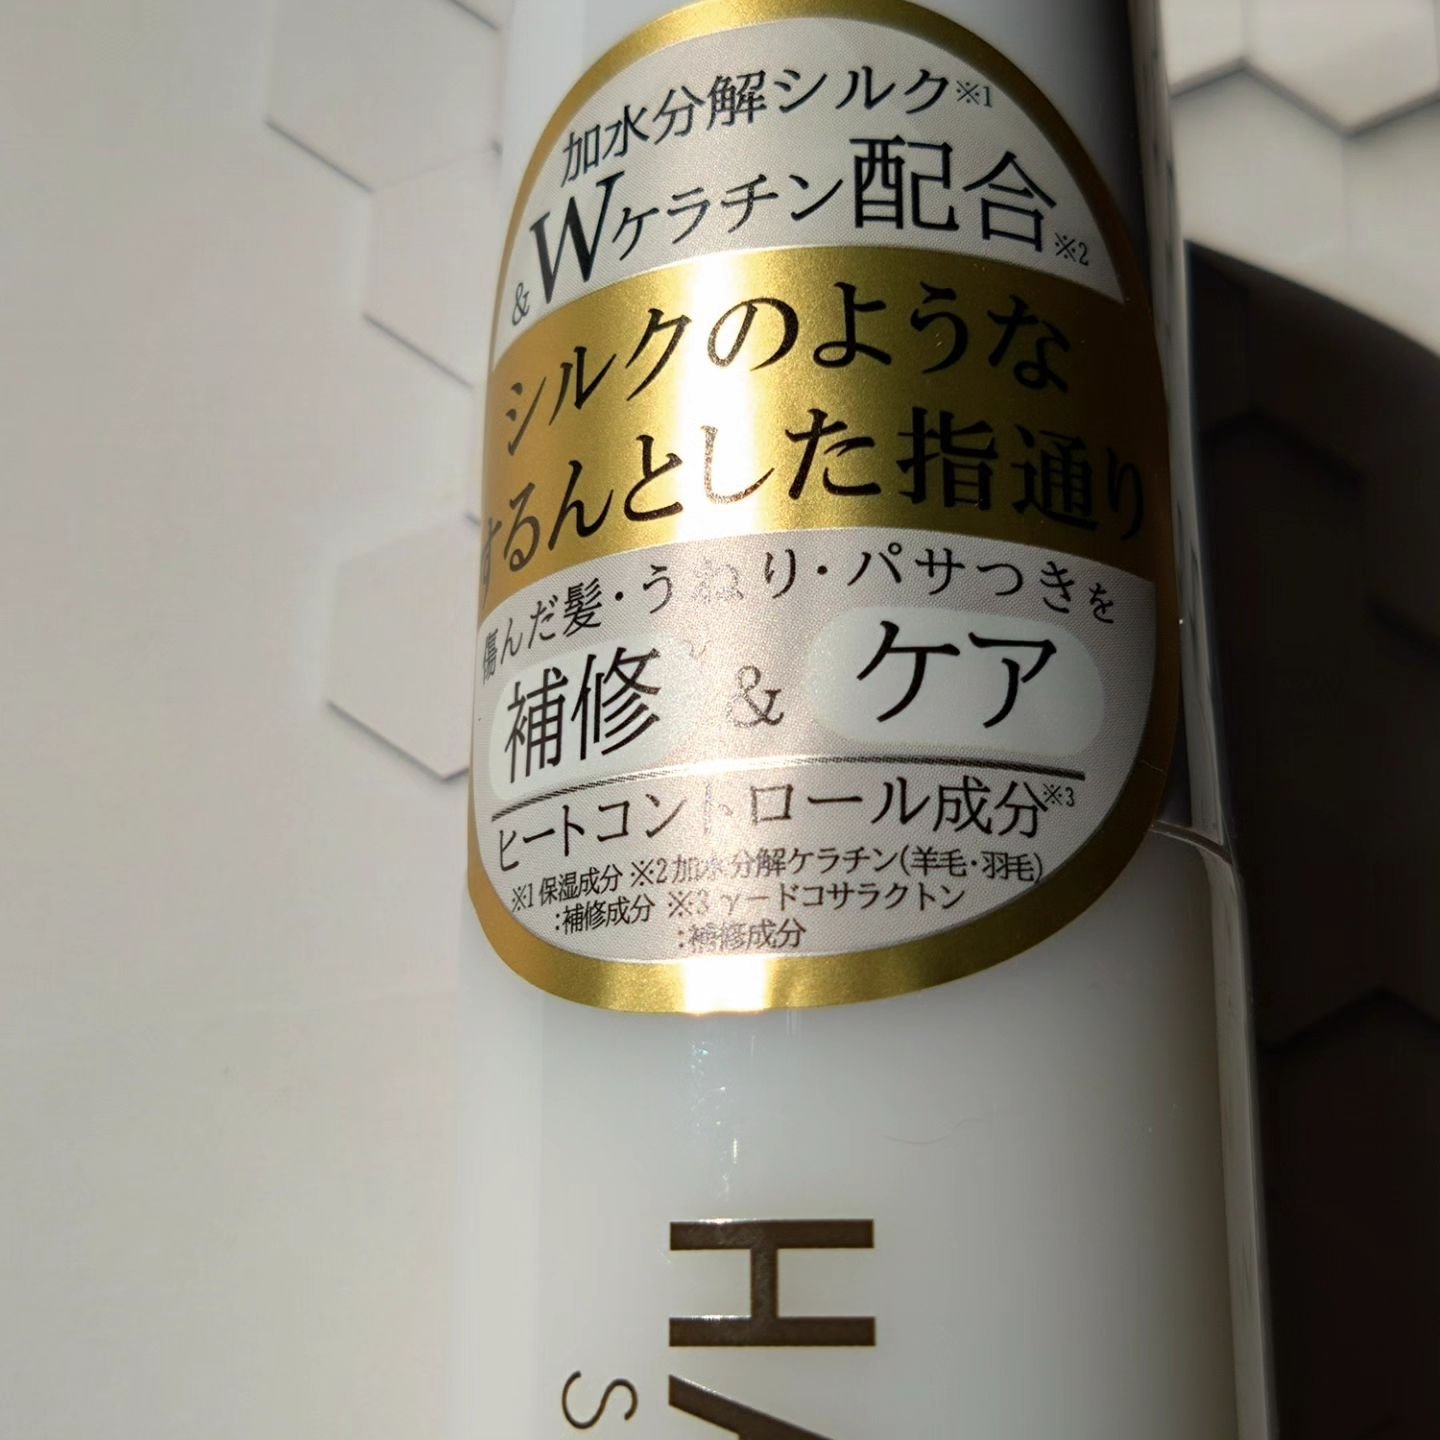 加水分解シルク※1
&Wケラチン配合※2
シルクのような
するんとした指通り
傷んだ髪・うねり・パサつきを
補修 & ケア
ヒートコントロール成分※3
※1 保湿成分 ※2 加水分解ケラチン(羊毛・羽毛)
:補修成分 ※3 γードコサラクトン
:補修成分
H
S